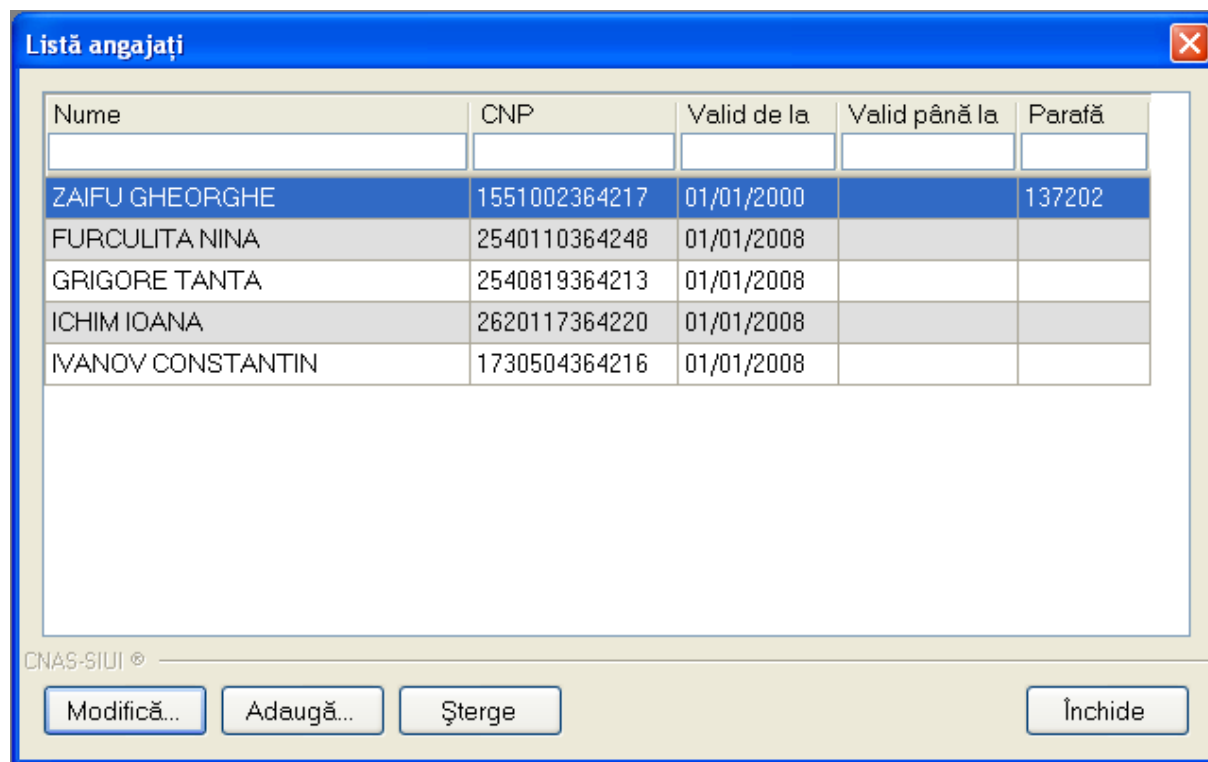 Listă angajați
Nume CNP Valid de la Valid până la Parafă
ZAIFU GHEORGHE 1551002364217 01/01/2000 137202
FURCULITA NINA 2540110364248 01/01/2008
GRIGORE TANTA 2540819364213 01/01/2008
ICHIM IOANA 2620117364220 01/01/2008
IVANOV CONSTANTIN 1730504364216 01/01/2008
CNAS-SIUI ®
Modifică... Adaugă... Şterge Închide